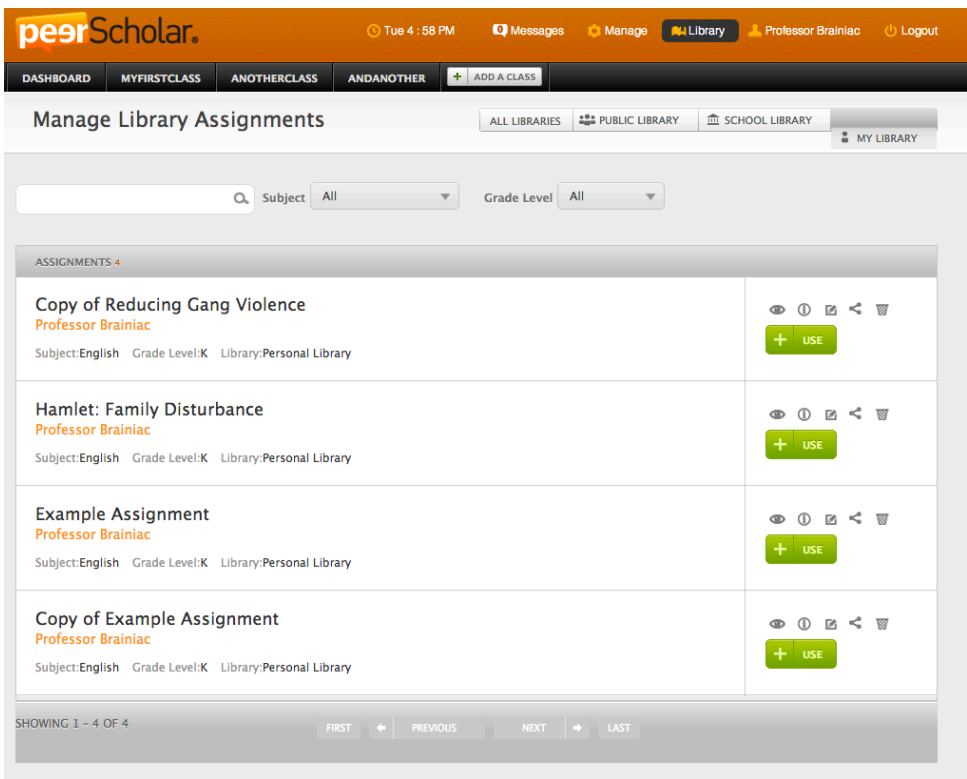 peerScholar. Tue 4 : 58 PM 0 Messages Manage Library Professor Brainiac Logout
DASHBOARD MYFIRSTCLASS ANOTHERCLASS ANDANOTHER + ADD A CLASS
Manage Library Assignments ALL LIBRARIES PUBLIC LIBRARY SCHOOL LIBRARY
MY LIBRARY
Subject All Grade Level All
ASSIGNMENTS 4
Copy of Reducing Gang Violence
Professor Brainiac
+ USE
Subject:English Grade Level:K Library:Personal Library
Hamlet: Family Disturbance
Professor Brainiac
+ USE
Subject:English Grade Level:K Library:Personal Library
Example Assignment
Professor Brainiac
+ USE
Subject:English Grade Level:K Library:Personal Library
Copy of Example Assignment
Professor Brainiac
+ USE
Subject:English Grade Level:K Library:Personal Library
SHOWING 1 - 4 OF 4 FIRST PREVIOUS NEXT LAST